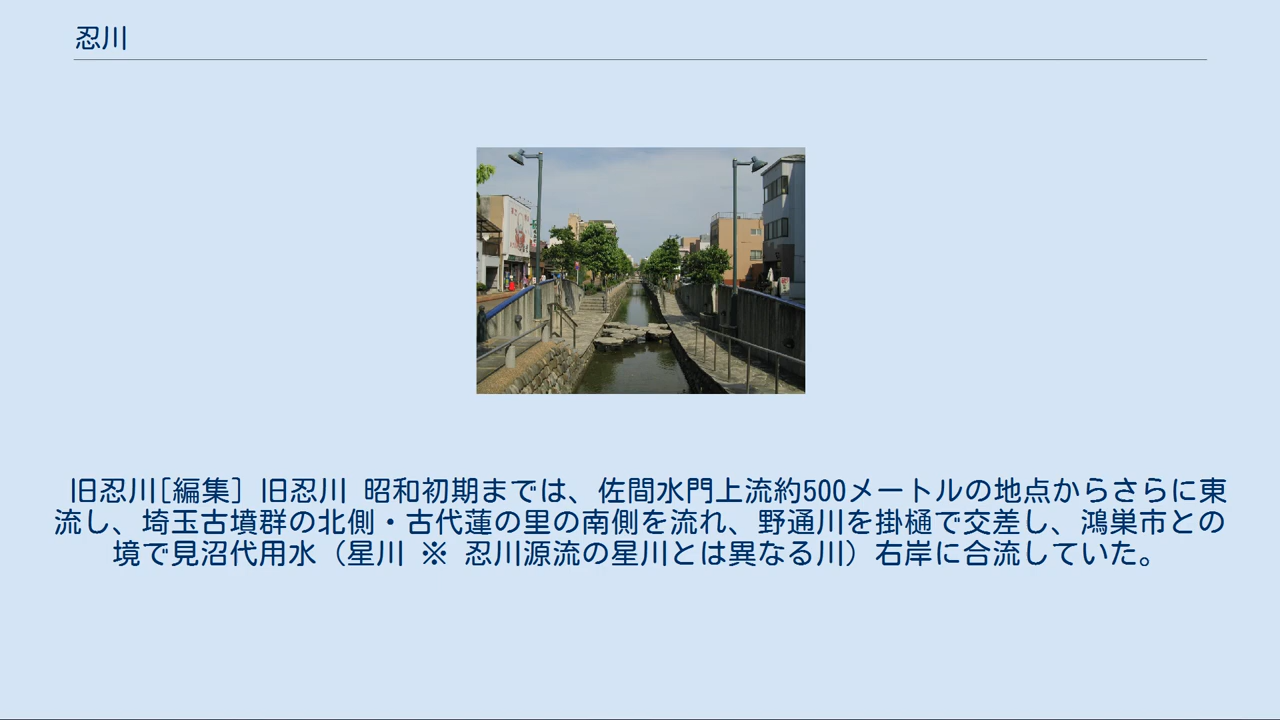 忍川
旧忍川[編集] 旧忍川 昭和初期までは、佐間水門上流約500メートルの地点からさらに東
流し、埼玉古墳群の北側・古代蓮の里の南側を流れ、野通川を掛樋で交差し、鴻巣市との
境で見沼代用水（星川 ※ 忍川源流の星川とは異なる川）右岸に合流していた。